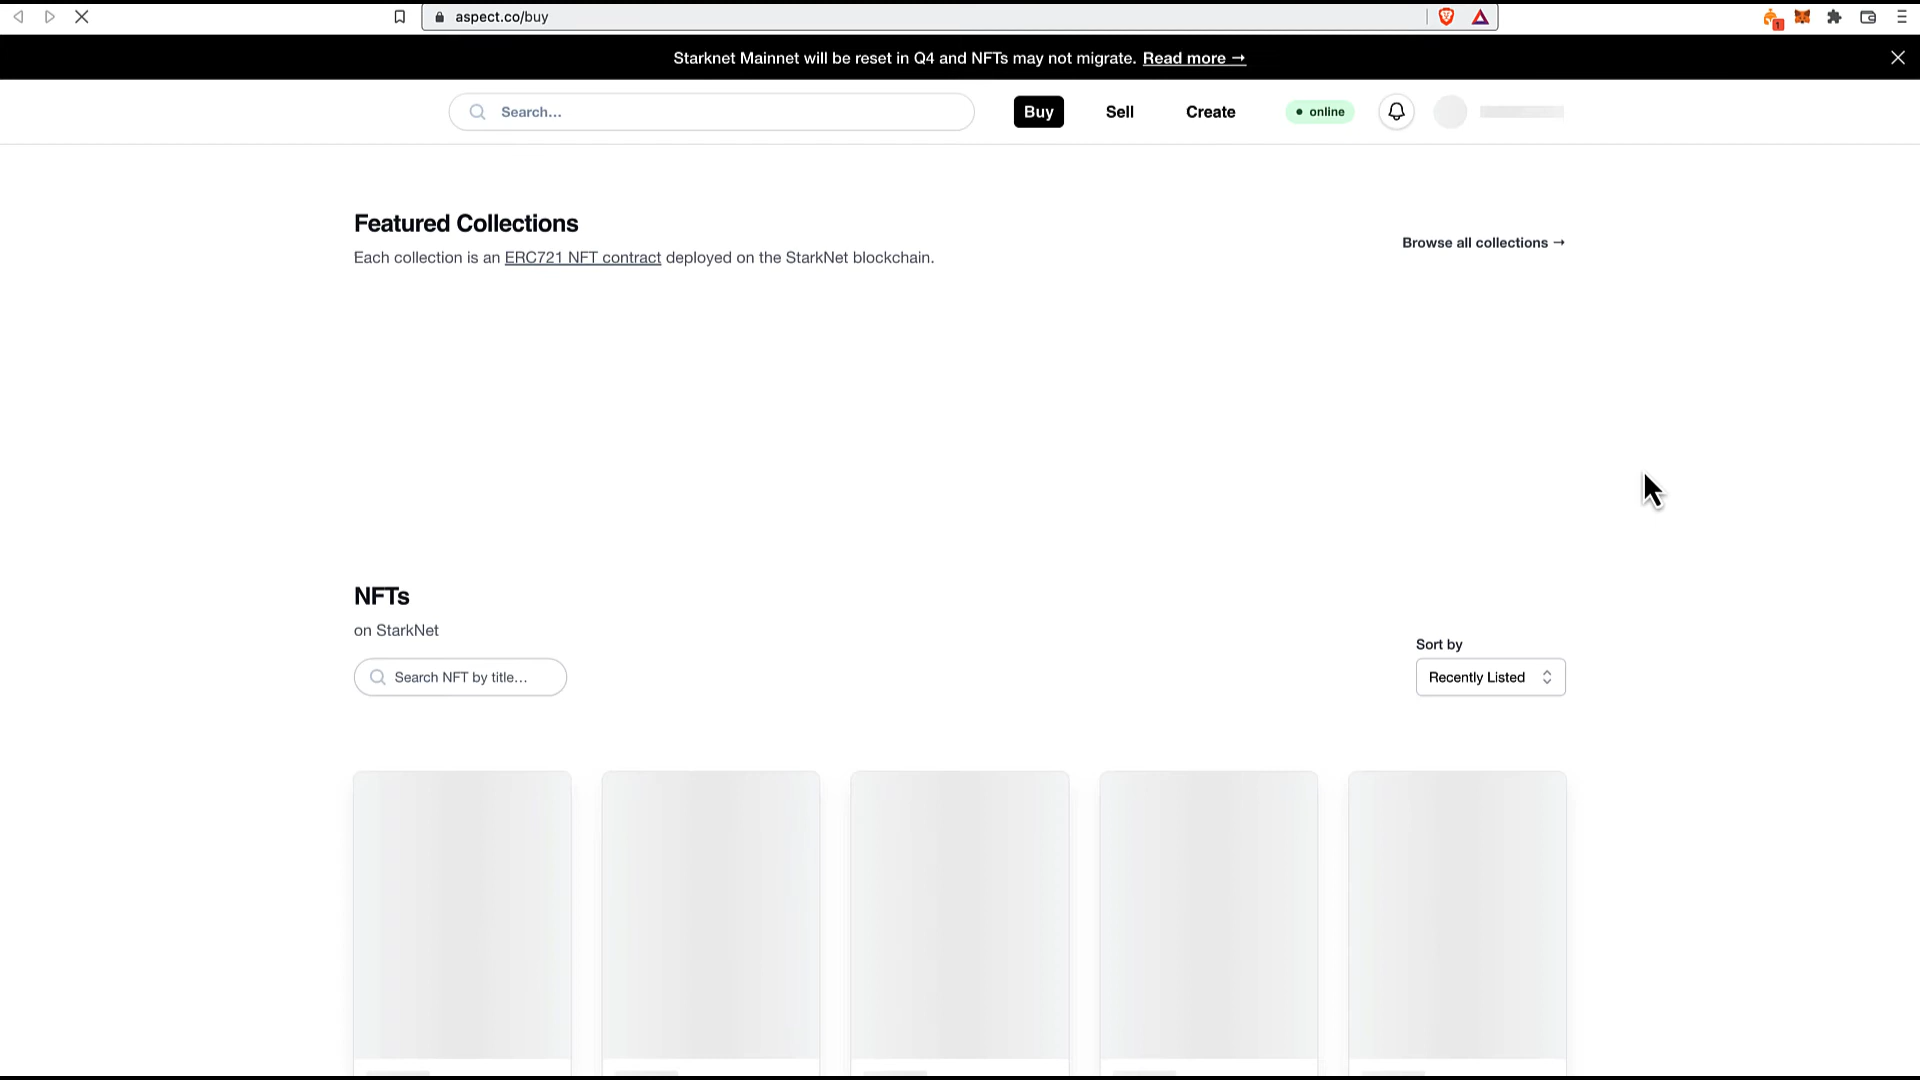 aspect.co/buy
1
Starknet Mainnet will be reset in Q4 and NFTs may not migrate. Read more →
Search...
Buy
Sell
Create
online
Featured Collections
Each collection is an ERC721 NFT contract deployed on the StarkNet blockchain.
Browse all collections →
NFTs
on StarkNet
Sort by
Search NFT by title...
Recently Listed